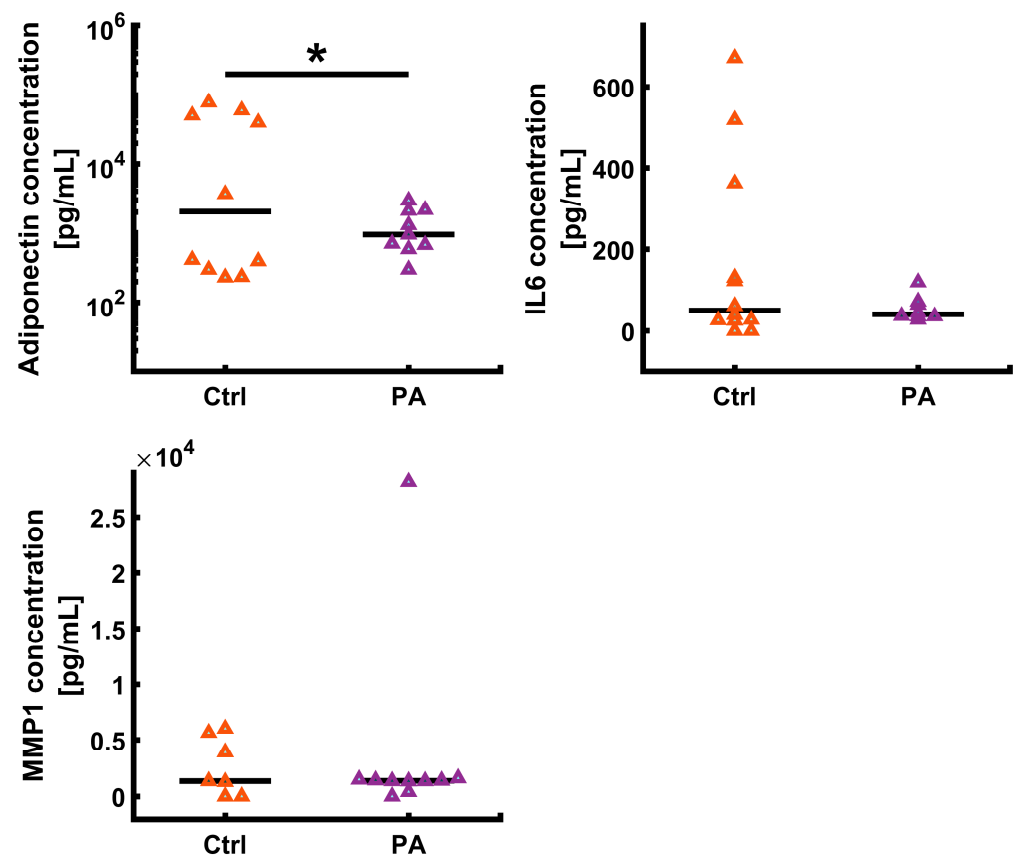 Adiponectin concentration
[pg/mL]
10^6
10^4
10^2
*
Ctrl
PA
IL6 concentration
[pg/mL]
600
400
200
0
Ctrl
PA
MMP1 concentration
[pg/mL]
×10^4
2.5
2
1.5
1
0.5
0
Ctrl
PA